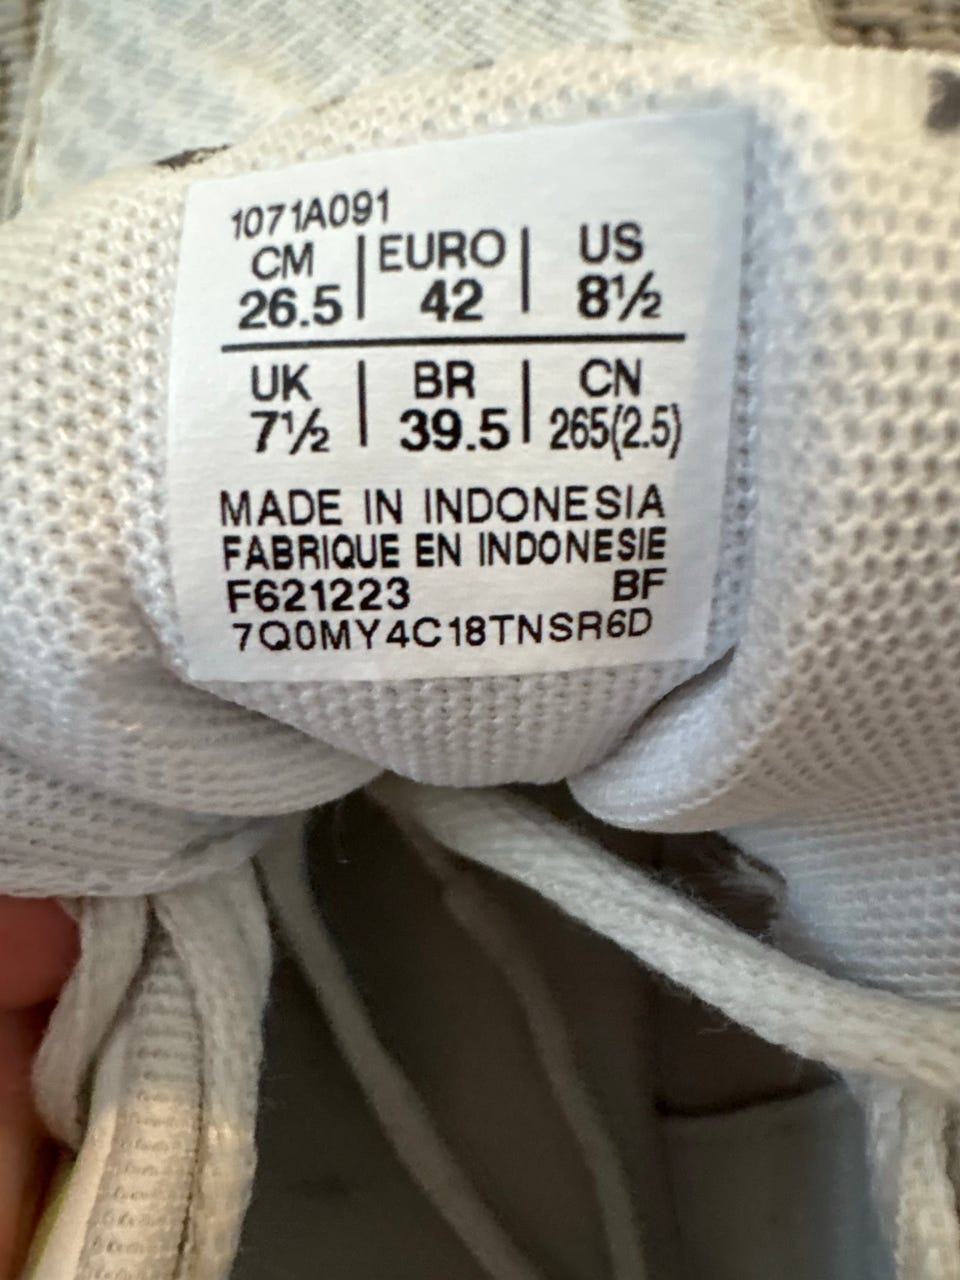 1071A091
CM | EURO | US
26.5 | 42 | 8½
UK | BR | CN
7½ | 39.5 | 265(2.5)
MADE IN INDONESIA
FABRIQUE EN INDONESIE
F621223 BF
7Q0MY4C18TNSR6D